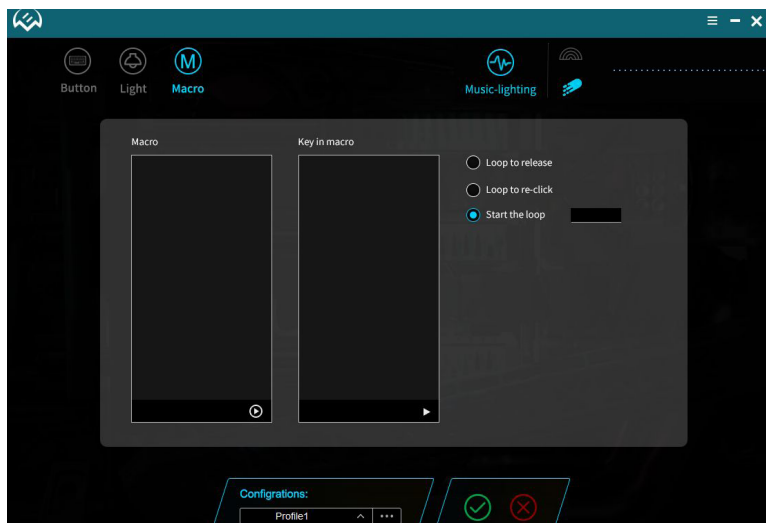 Button Light Macro
Music-lighting
Macro
Key in macro
Loop to release
Loop to re-click
Start the loop
Configrations:
Profile1